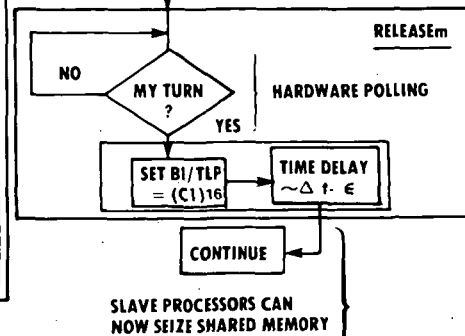 RELEASEm
NO
MY TURN
?
YES
HARDWARE POLLING
SET BI/TLP
= (C1)16
TIME DELAY
~Δ t- ε
CONTINUE
SLAVE PROCESSORS CAN
NOW SEIZE SHARED MEMORY